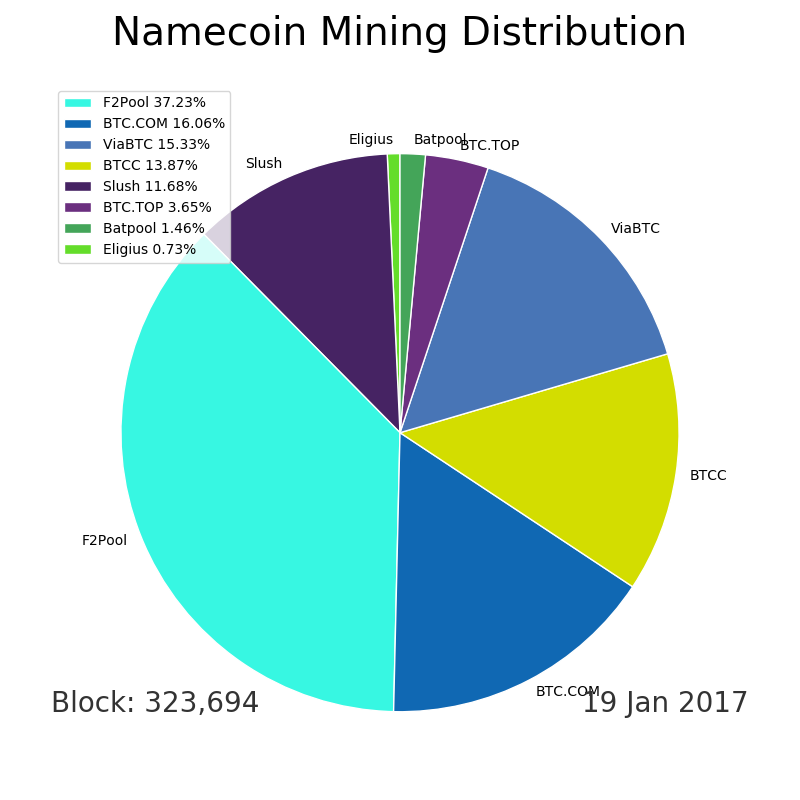 Namecoin Mining Distribution
F2Pool 37.23%
BTC.COM 16.06%
ViaBTC 15.33%
BTCC 13.87%
Slush 11.68%
BTC.TOP 3.65%
Batpool 1.46%
Eligius 0.73%
Eligius
Batpool
BTC.TOP
Slush
ViaBTC
BTCC
F2Pool
BTC.COM
Block: 323,694
19 Jan 2017